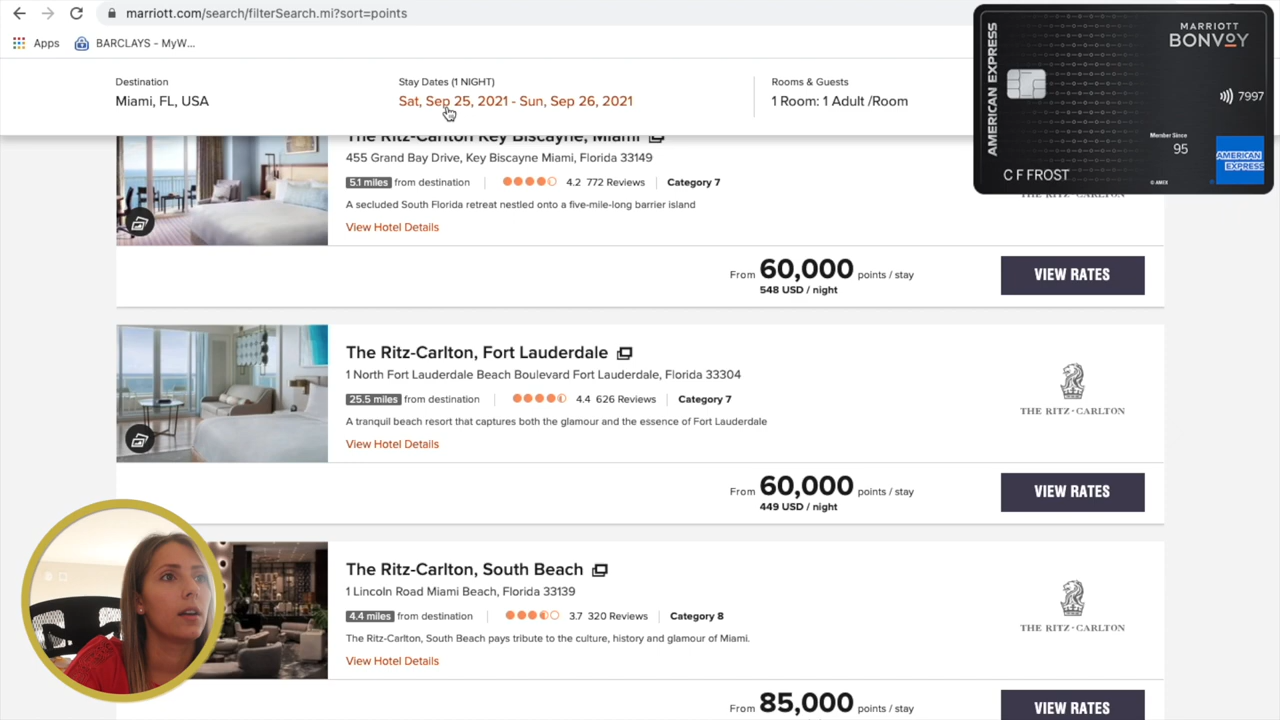 marriott.com/search/filterSearch.mi?sort=points
Apps
BARCLAYS - MyW...
Destination
Miami, FL, USA
Stay Dates (1 NIGHT)
Sat, Sep 25, 2021 - Sun, Sep 26, 2021
Rooms & Guests
1 Room: 1 Adult /Room
AMERICAN EXPRESS
MARRIOTT
BONVOY
7997
Member Since
95
AMERICAN
EXPRESS
C F FROST
© AMEX
Key Biscayne, Miami
455 Grand Bay Drive, Key Biscayne Miami, Florida 33149
5.1 miles from destination
4.2 772 Reviews
Category 7
A secluded South Florida retreat nestled onto a five-mile-long barrier island
View Hotel Details
THE RITZ-CARLTON
From 60,000 points / stay
548 USD / night
VIEW RATES
The Ritz-Carlton, Fort Lauderdale
1 North Fort Lauderdale Beach Boulevard Fort Lauderdale, Florida 33304
25.5 miles from destination
4.4 626 Reviews
Category 7
A tranquil beach resort that captures both the glamour and the essence of Fort Lauderdale
View Hotel Details
THE RITZ-CARLTON
From 60,000 points / stay
449 USD / night
VIEW RATES
The Ritz-Carlton, South Beach
1 Lincoln Road Miami Beach, Florida 33139
4.4 miles from destination
3.7 320 Reviews
Category 8
The Ritz-Carlton, South Beach pays tribute to the culture, history and glamour of Miami.
View Hotel Details
THE RITZ-CARLTON
From 85,000 points / stay
VIEW RATES